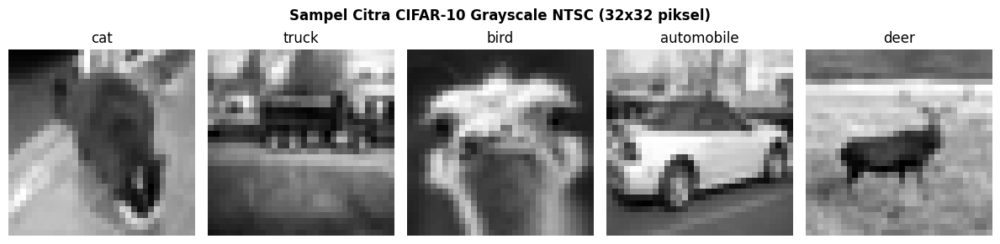 Sampel Citra CIFAR-10 Grayscale NTSC (32x32 piksel)
cat truck bird automobile deer